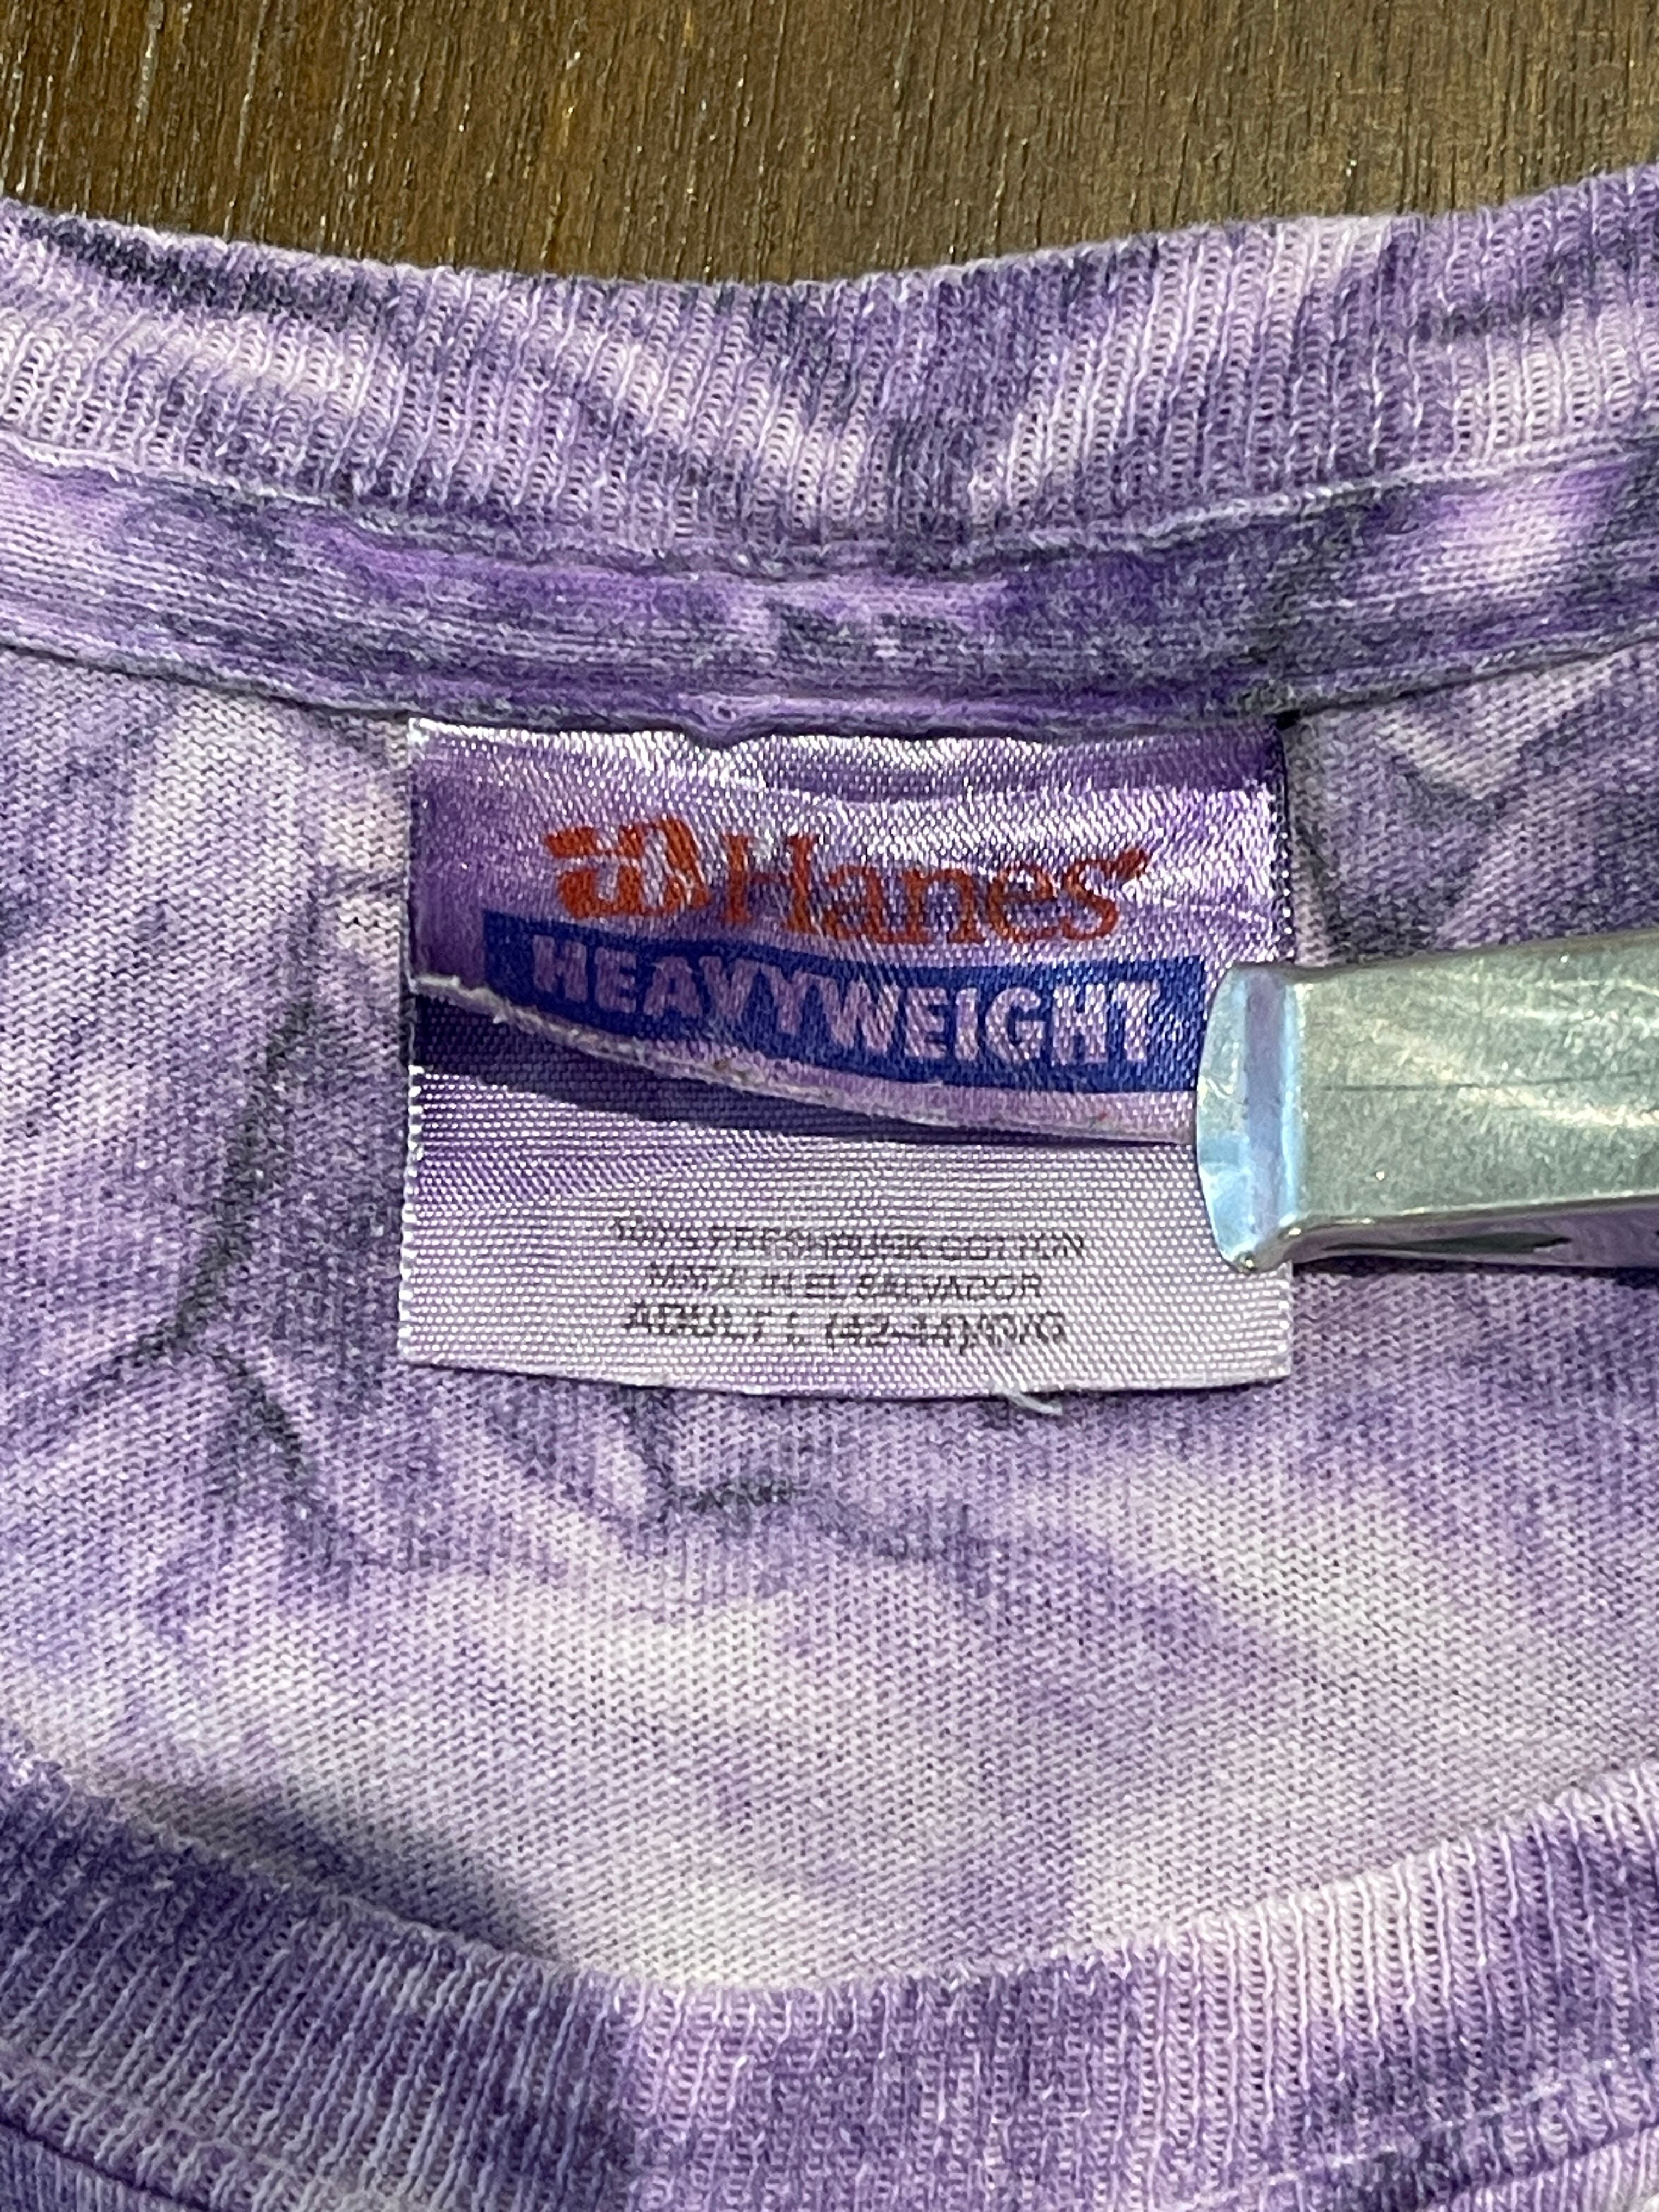 Hanes
HEAVYWEIGHT
100% PRESHRUNK COTTON
MADE IN EL SALVADOR
ADULT L (42-44)/G/G